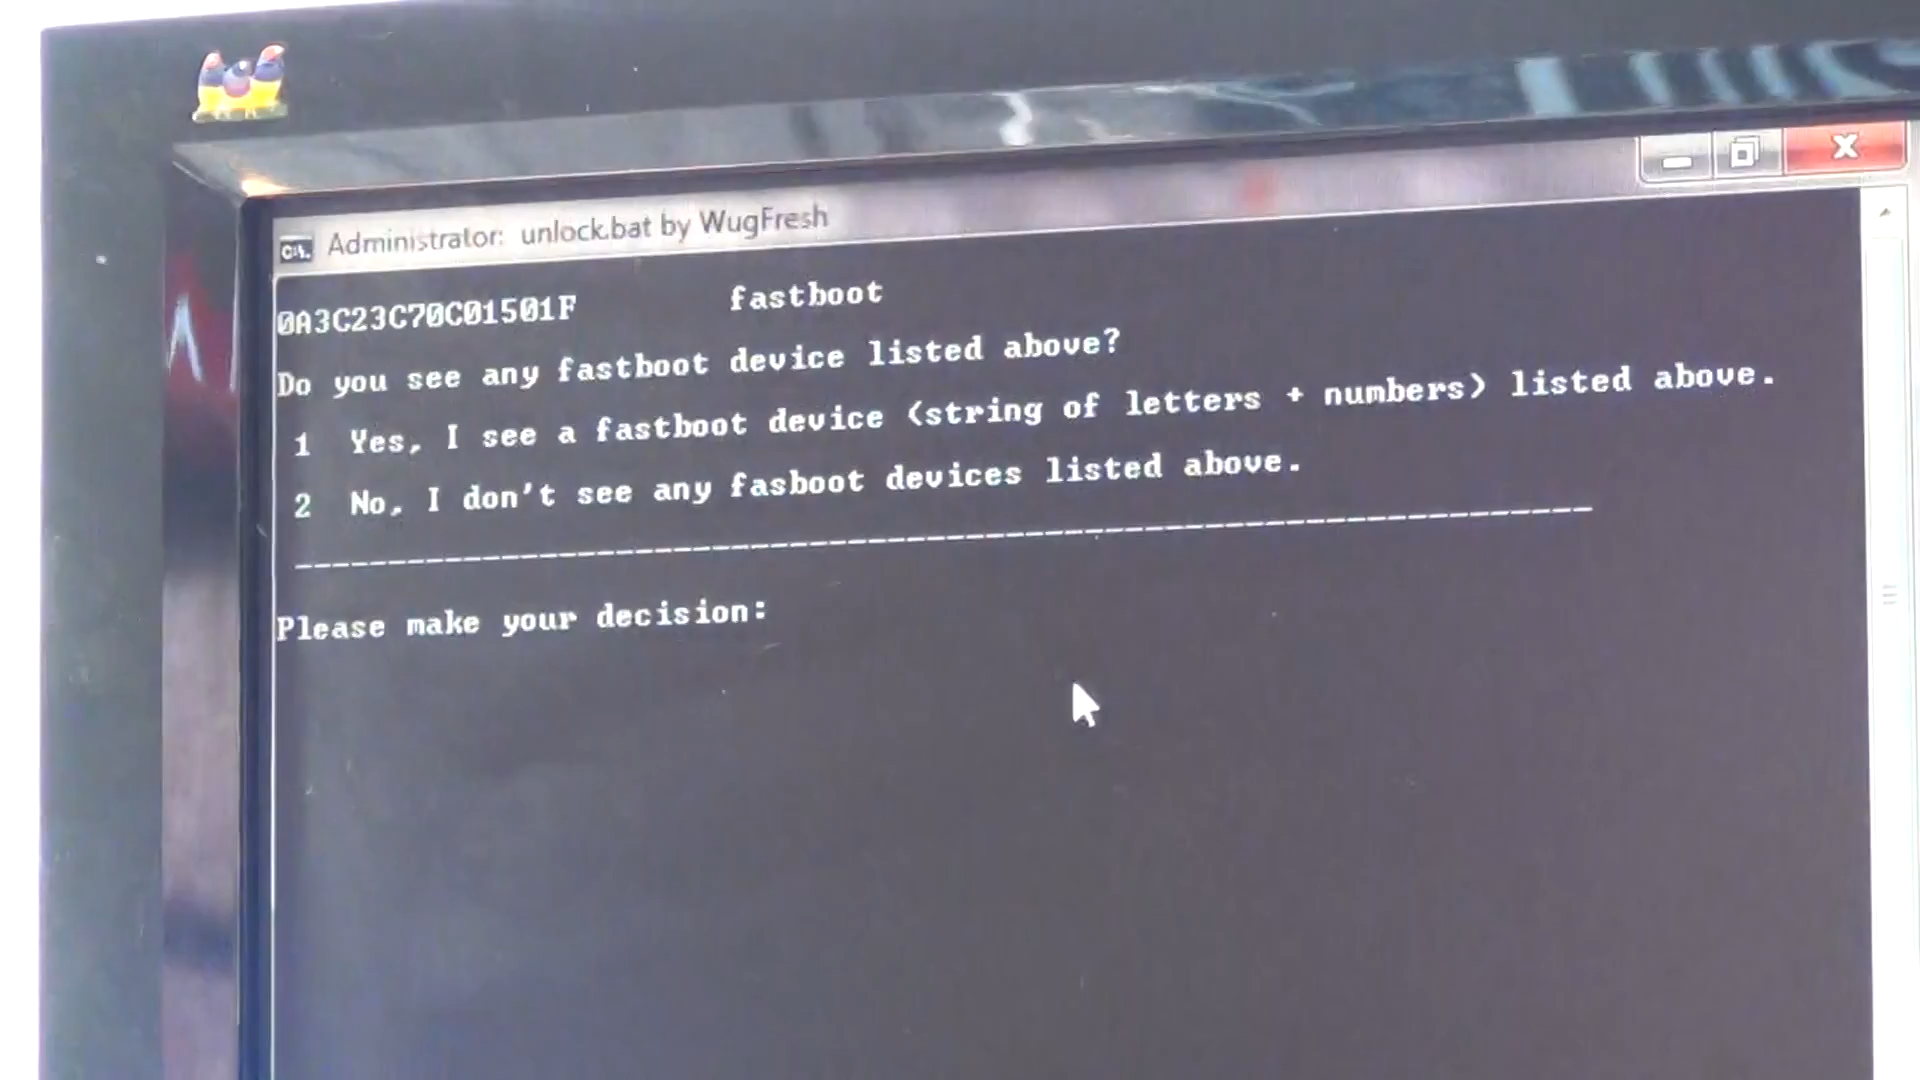 Administrator: unlock.bat by WugFresh
0A3C23C70C01501F fastboot
Do you see any fastboot device listed above?
1 Yes, I see a fastboot device (string of letters + numbers) listed above.
2 No, I don't see any fasboot devices listed above.
----------------------------------------------------------------------
Please make your decision: